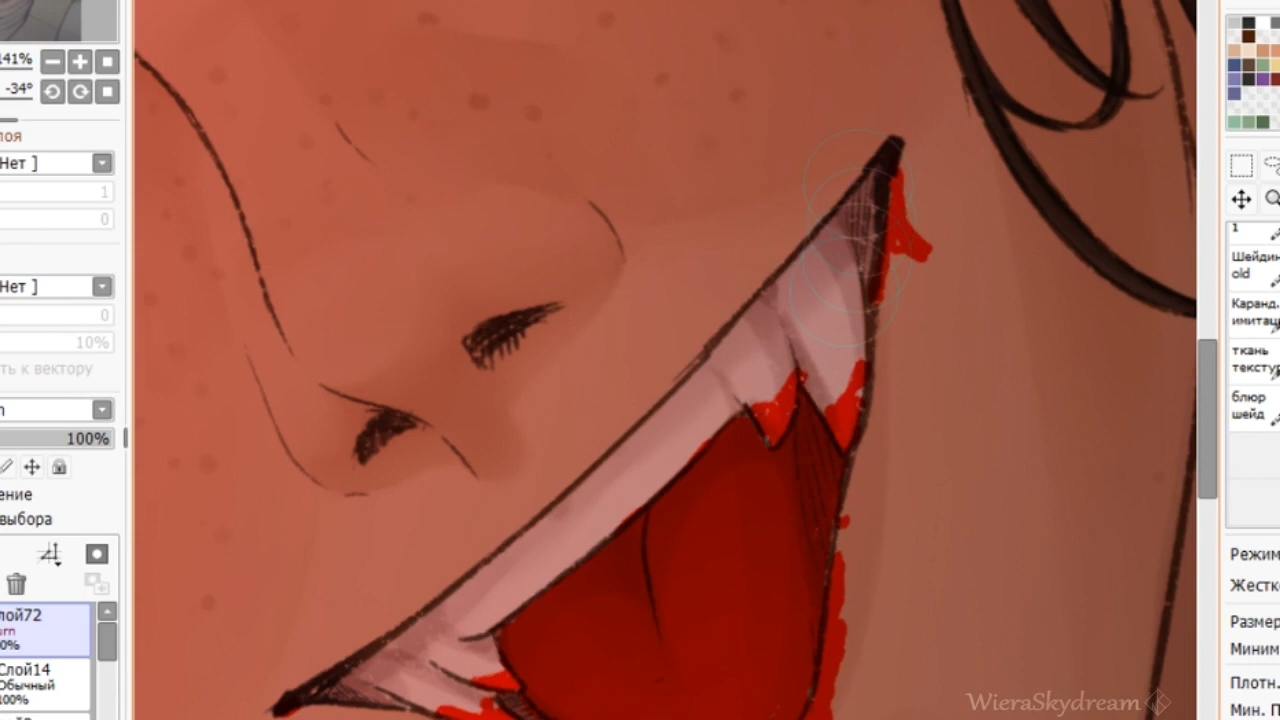 141%
-34°
лоя
Нет ]
1
0
Нет ]
0
10%
ть к вектору
100%
ение
выбора
лой72
urn
0%
Слой14
Обычный
100%
1
Шейдин
old
Каранд.
имитац
ткань
текстур
блюр
шейд
Режим
Жестк
Размер
Миним
Плотн.
Мин. П
WieraSkydream